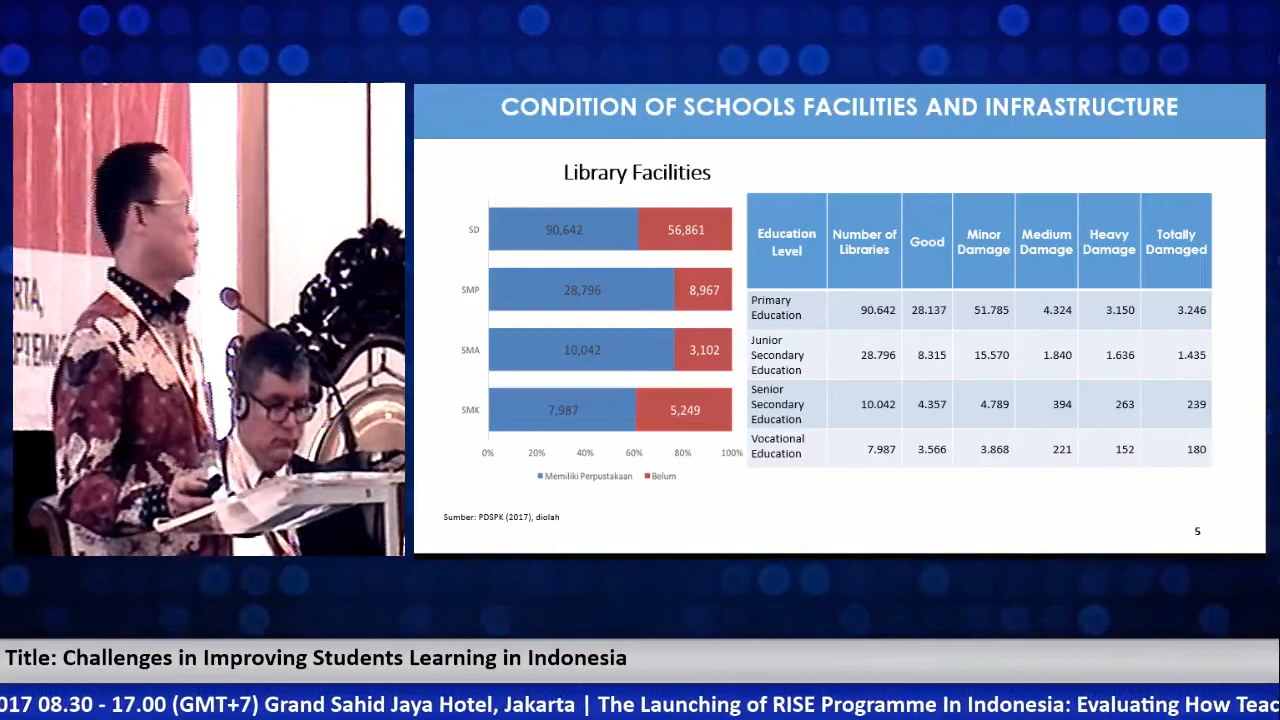 CONDITION OF SCHOOLS FACILITIES AND INFRASTRUCTURE
Library Facilities
SD 90,642 56,861
SMP 28,796 8,967
SMA 10,042 3,102
SMK 7,987 5,249
0% 20% 40% 60% 80% 100%
Memiliki Perpustakaan Belum
Education Level Number of Libraries Good Minor Damage Medium Damage Heavy Damage Totally Damaged
Primary Education 90.642 28.137 51.785 4.324 3.150 3.246
Junior Secondary Education 28.796 8.315 15.570 1.840 1.636 1.435
Senior Secondary Education 10.042 4.357 4.789 394 263 239
Vocational Education 7.987 3.566 3.868 221 152 180
Sumber: PDSPK (2017), diolah
5
Title: Challenges in Improving Students Learning in Indonesia
017 08.30 - 17.00 (GMT+7) Grand Sahid Jaya Hotel, Jakarta | The Launching of RISE Programme In Indonesia: Evaluating How Teac